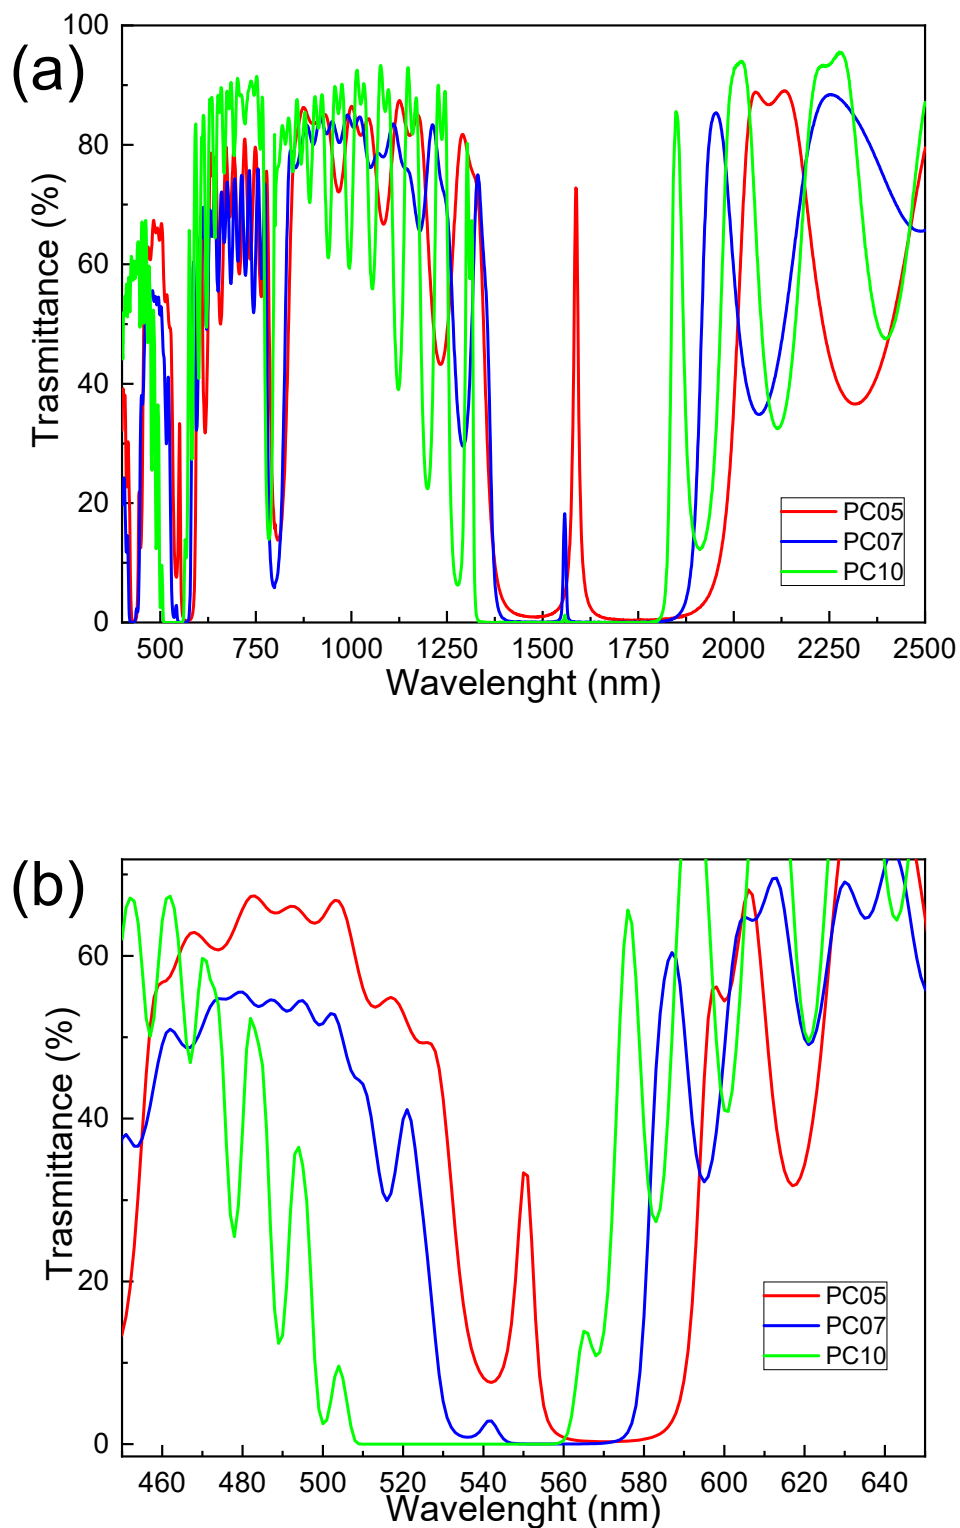 (a)
Trasmittance (%)
100
80
60
40
20
0
PC05
PC07
PC10
500 750 1000 1250 1500 1750 2000 2250 2500
Wavelenght (nm)
(b)
Trasmittance (%)
60
40
20
0
PC05
PC07
PC10
460 480 500 520 540 560 580 600 620 640
Wavelenght (nm)